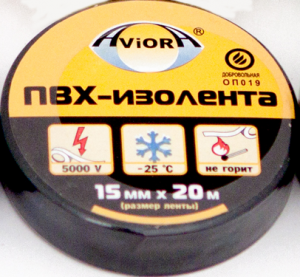 AViORA®
ДОБРОВОЛЬНАЯ
ОП019
ПВХ-изолента
5000 V
-25 °C
не горит
15 мм x 20 м
(размер ленты)